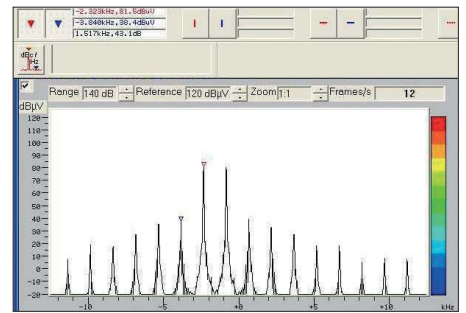 -2.323kHz,81.5dBuV
-3.840kHz,38.4dBuV
1.517kHz,43.1dB
dBc/
Hz
Range 140 dB Reference 120 dBµV Zoom 1:1 Frames/s 12
dBµV
120
110
100
90
80
70
60
50
40
30
20
10
0
-10
-20
-10 -5 +0 +5 +10 kHz